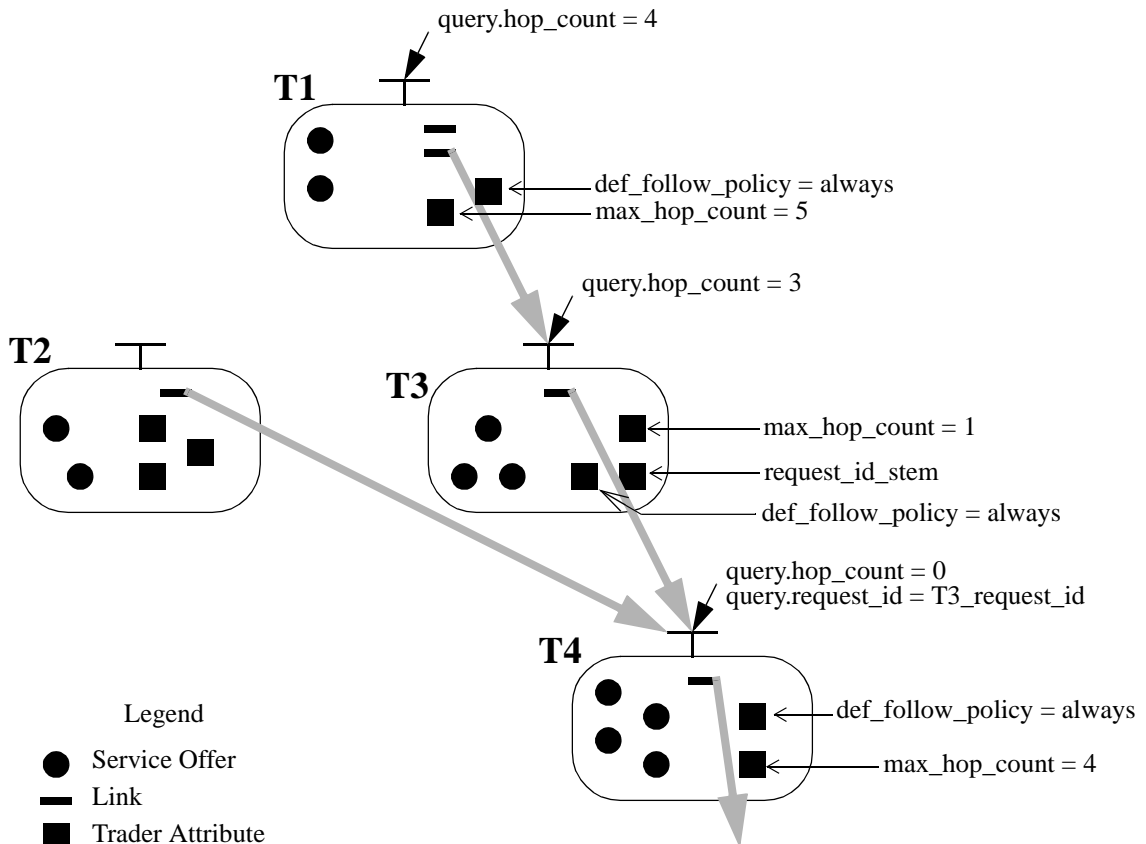 query.hop_count = 4
T1
def_follow_policy = always
max_hop_count = 5
query.hop_count = 3
T2
T3
max_hop_count = 1
request_id_stem
def_follow_policy = always
query.hop_count = 0
query.request_id = T3_request_id
T4
def_follow_policy = always
max_hop_count = 4
Legend
Service Offer
Link
Trader Attribute